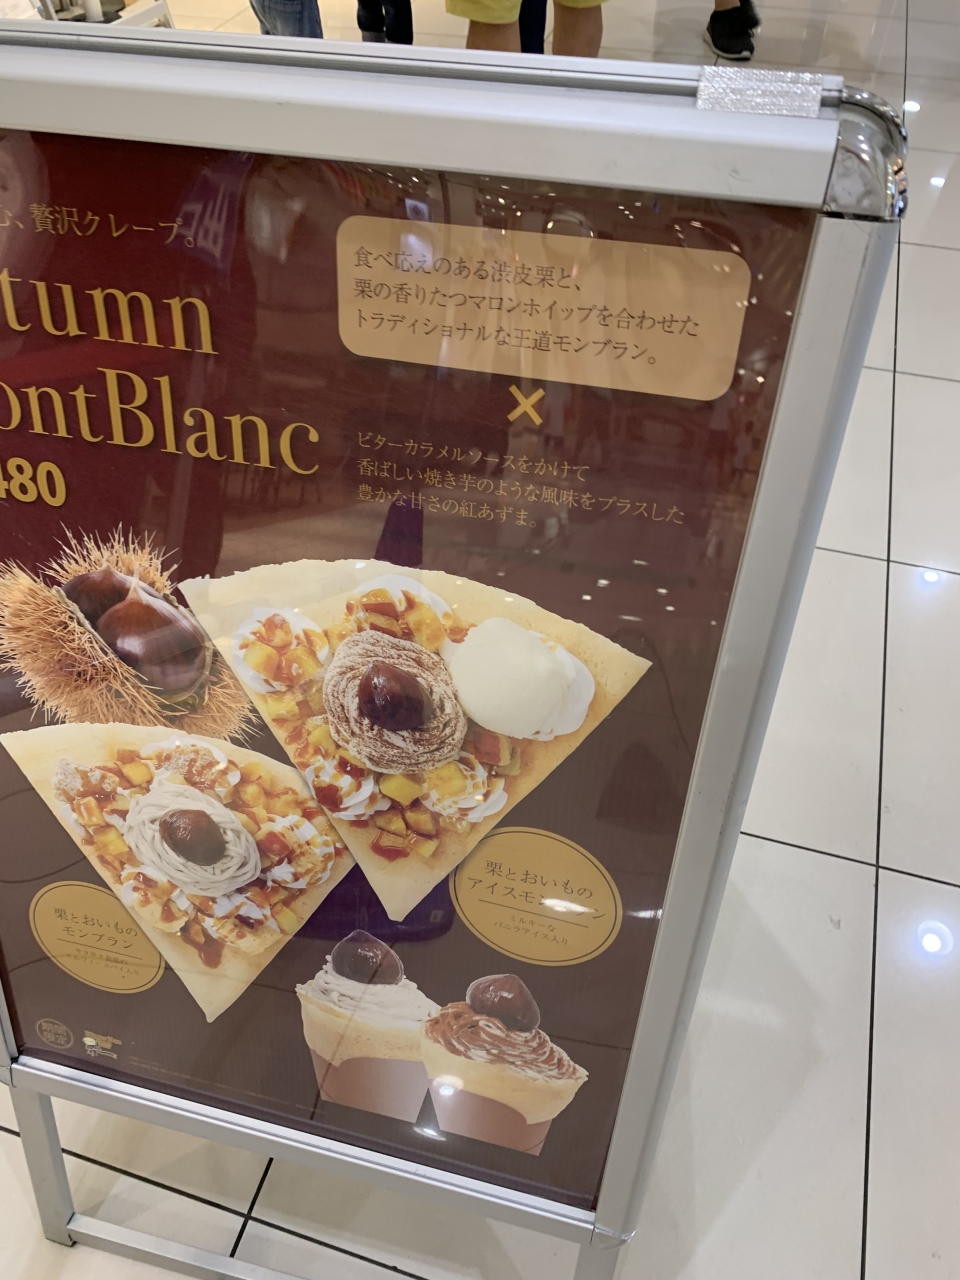 む、贅沢クレープ。
tumn
ontBlanc
480
食べ応えのある渋皮栗と、
栗の香りたつマロンホイップを合わせた
トラディショナルな王道モンブラン。
×
ビターカラメルソースをかけて
香ばしい焼き芋のような風味をプラスした
豊かな甘さの紅あずま。
栗とおいもの
アイスモンブラン
ミルキーな
バニラアイス入り
栗とおいもの
モンブラン
期間
限定